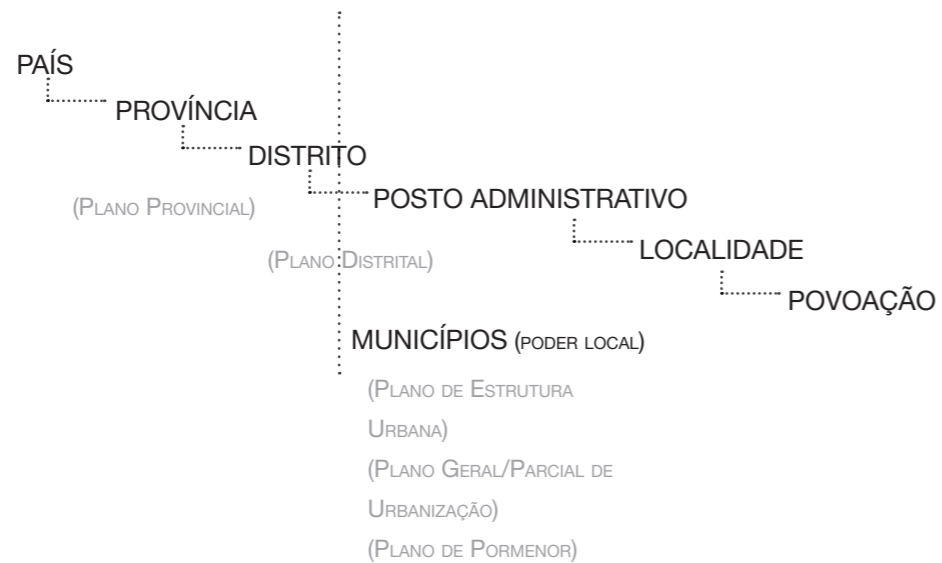 PAÍS
PROVÍNCIA
DISTRITO
POSTO ADMINISTRATIVO
(Plano Provincial)
LOCALIDADE
(Plano Distrital)
POVOAÇÃO
MUNICÍPIOS (poder local)
(Plano de Estrutura
Urbana)
(Plano Geral/Parcial de
Urbanização)
(Plano de Pormenor)